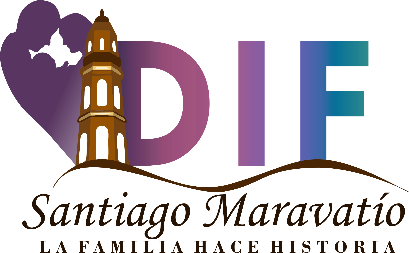 DIF
Santiago Maravatío
LA FAMILIA HACE HISTORIA